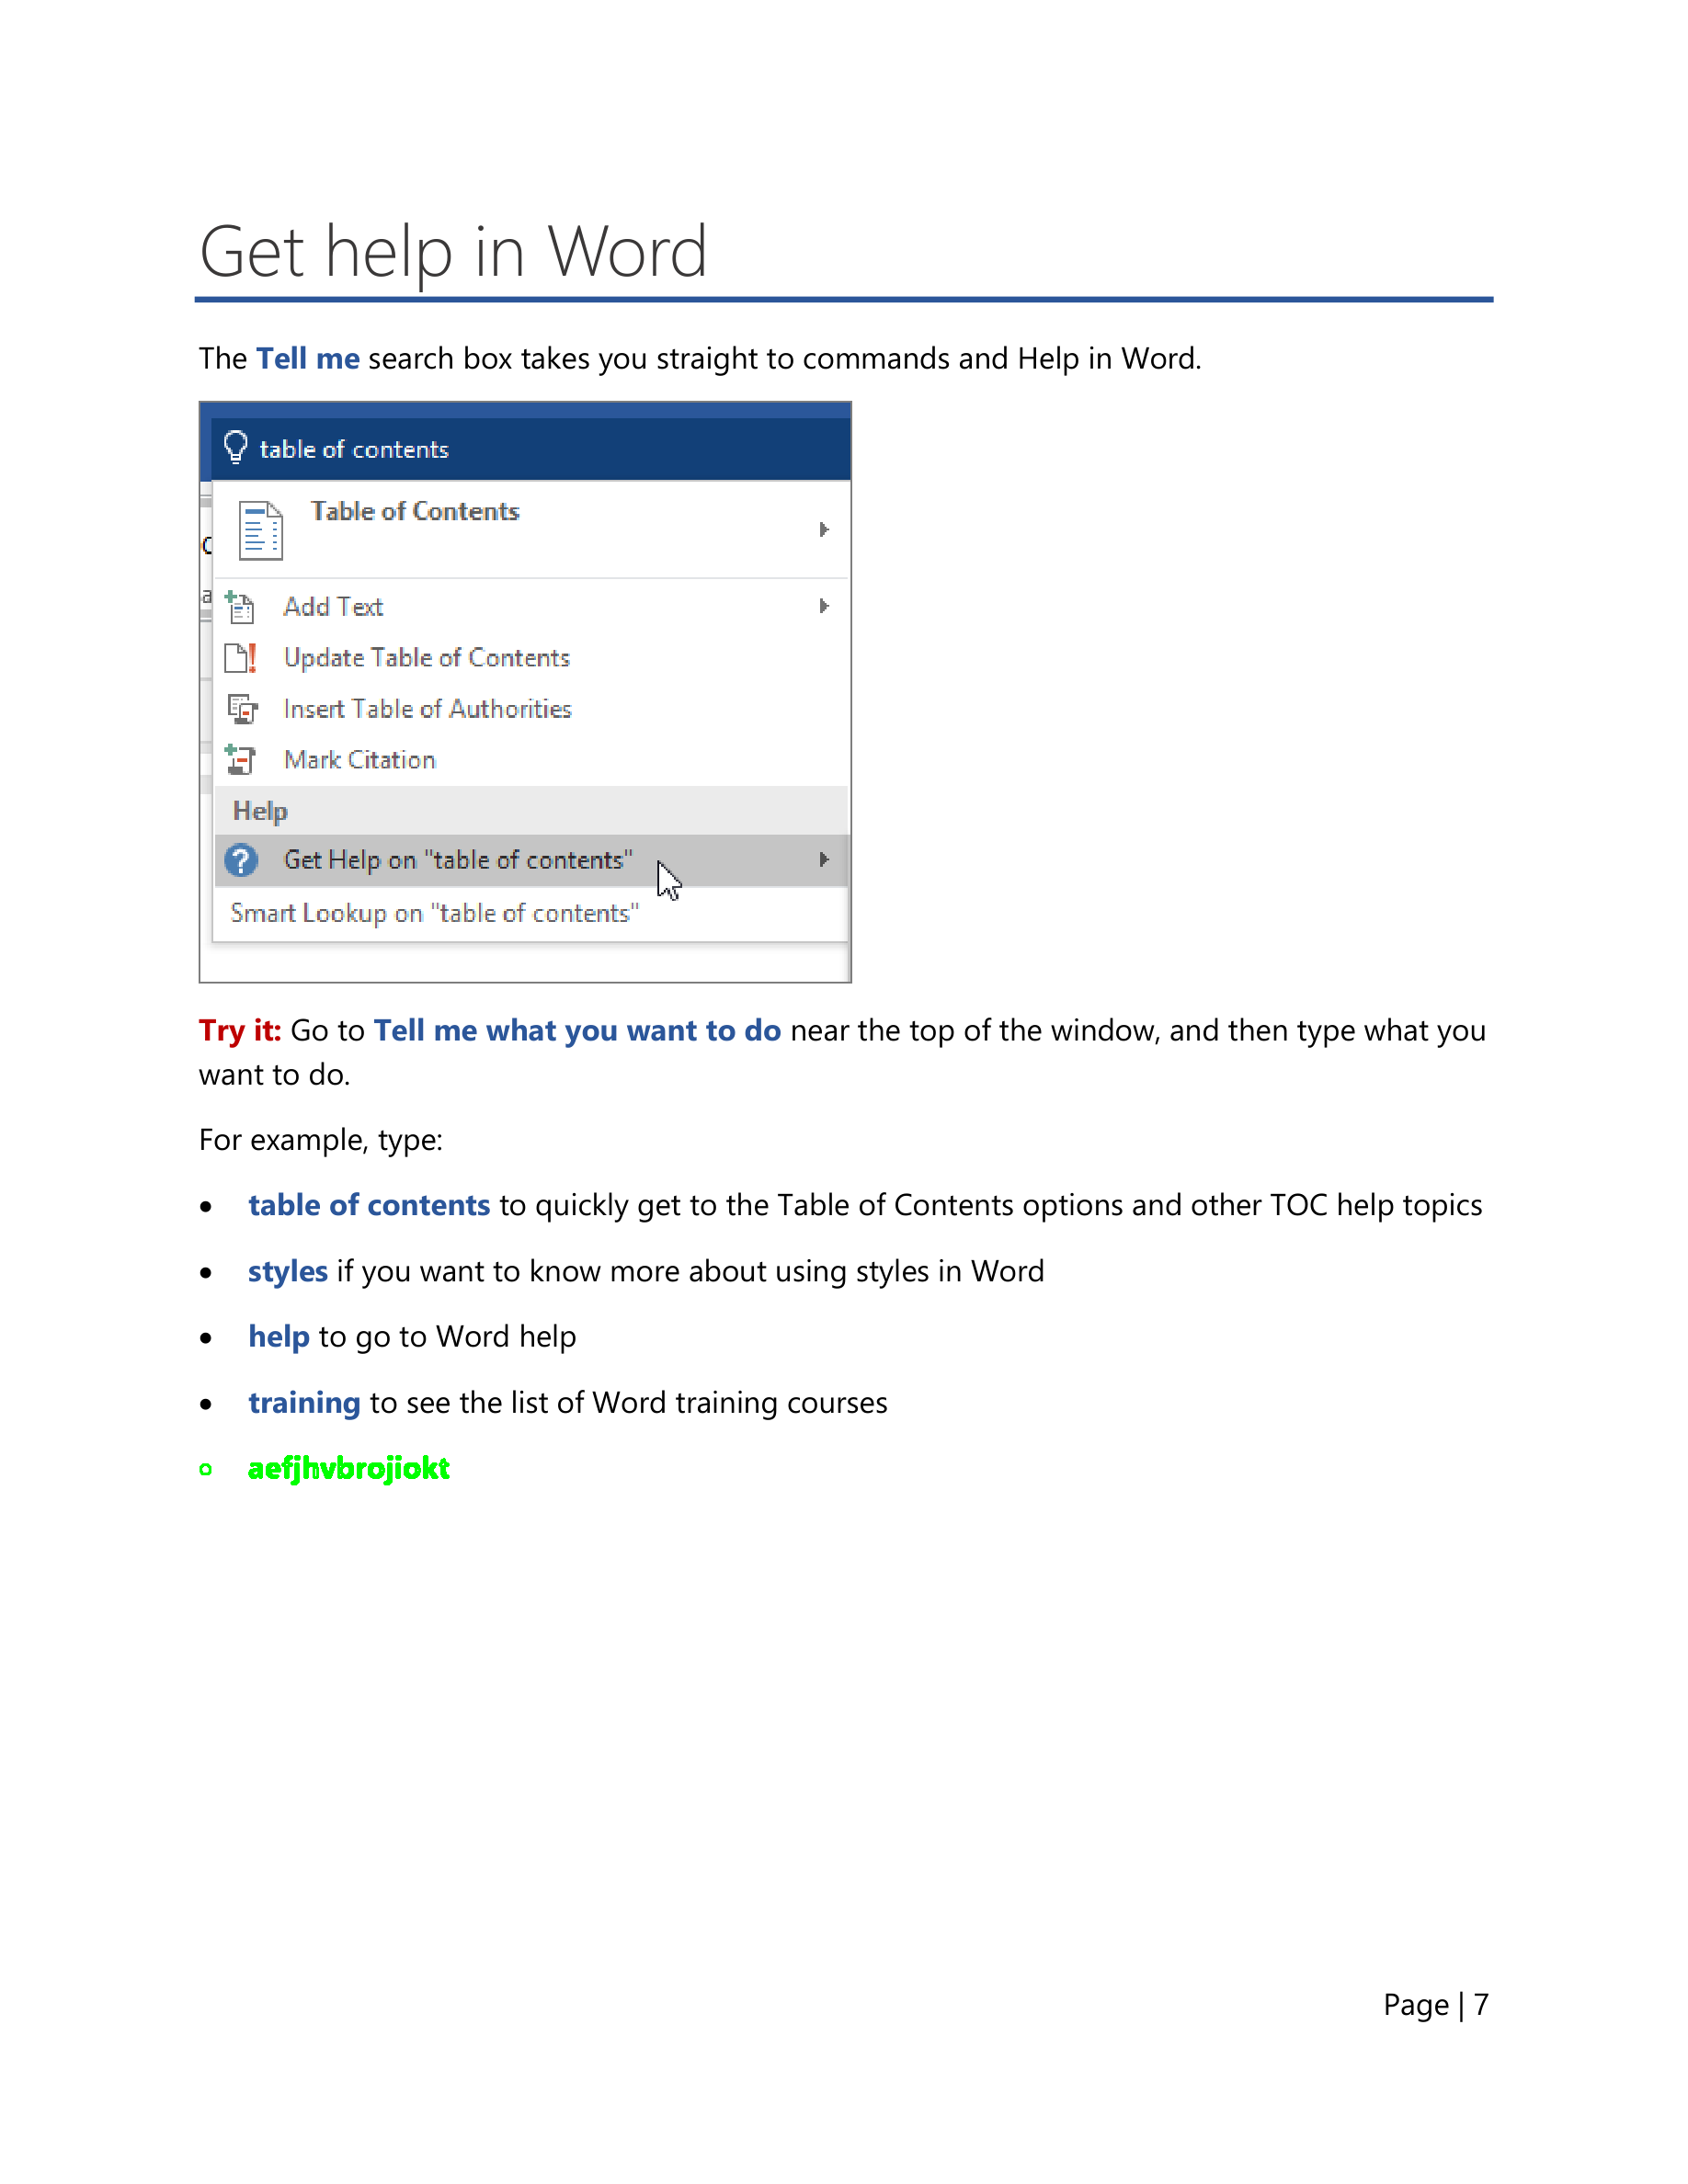 Get help in Word
The Tell me search box takes you straight to commands and Help in Word.
table of contents
Table of Contents
Add Text
Update Table of Contents
Insert Table of Authorities
Mark Citation
Help
Get Help on "table of contents"
Smart Lookup on "table of contents"
Try it: Go to Tell me what you want to do near the top of the window, and then type what you
want to do.
For example, type:
• table of contents to quickly get to the Table of Contents options and other TOC help topics
• styles if you want to know more about using styles in Word
• help to go to Word help
• training to see the list of Word training courses
o aefjhvbrojiokt
Page | 7